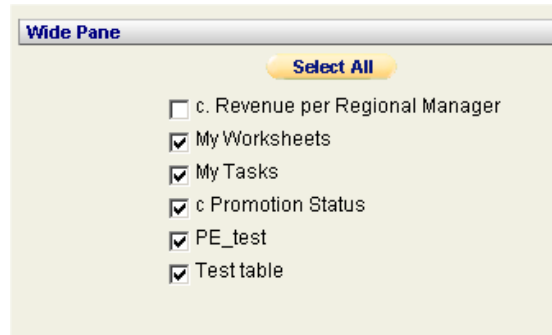 Wide Pane
Select All
c. Revenue per Regional Manager
My Worksheets
My Tasks
c Promotion Status
PE_test
Test table